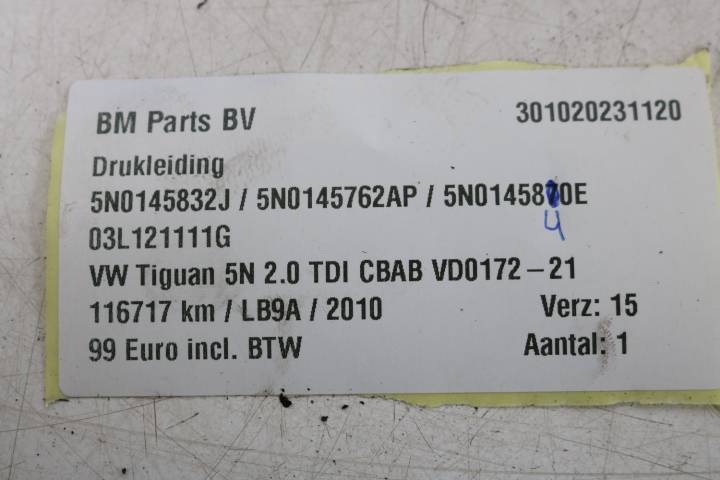 BM Parts BV 301020231120
Drukleiding
5N0145832J / 5N0145762AP / 5N0145870E
4
03L121111G
VW Tiguan 5N 2.0 TDI CBAB VD0172-21
116717 km / LB9A / 2010 Verz: 15
99 Euro incl. BTW Aantal: 1